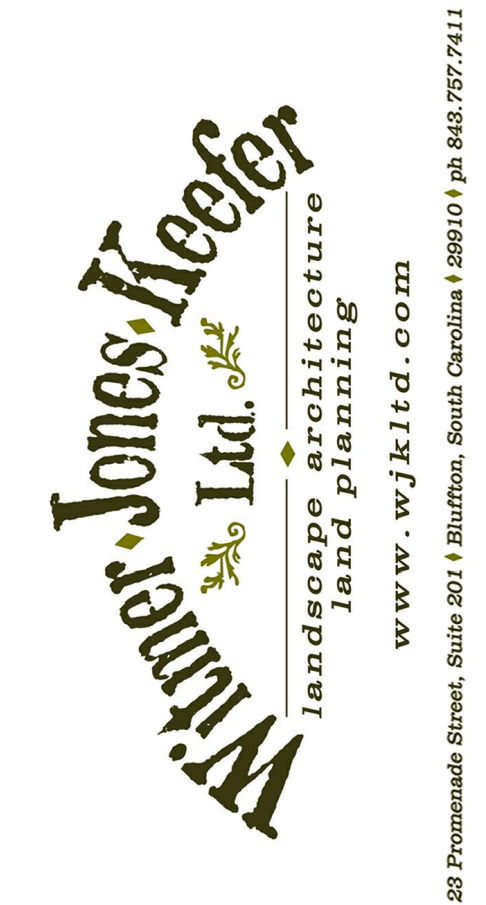 Witmer ♦ Jones ♦ Keefer
Ltd.
landscape architecture
land planning
www.wjkltd.com
23 Promenade Street, Suite 201 ♦ Bluffton, South Carolina ♦ 29910 ♦ ph 843.757.7411